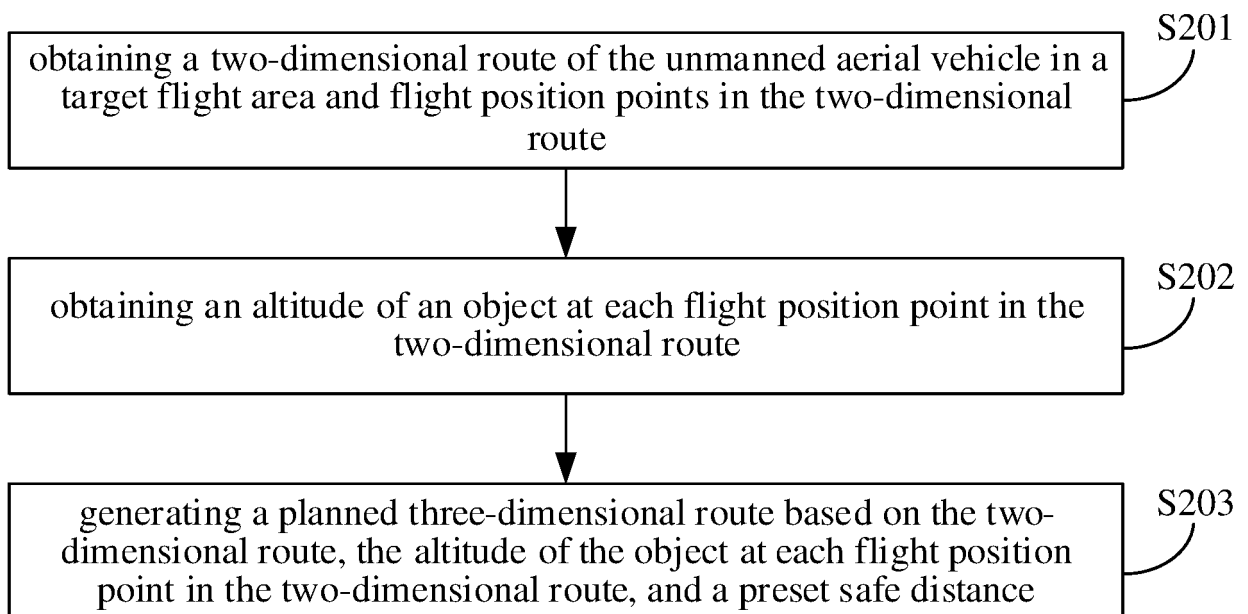 S201
obtaining a two-dimensional route of the unmanned aerial vehicle in a
target flight area and flight position points in the two-dimensional
route
S202
obtaining an altitude of an object at each flight position point in the
two-dimensional route
S203
generating a planned three-dimensional route based on the two-
dimensional route, the altitude of the object at each flight position
point in the two-dimensional route, and a preset safe distance